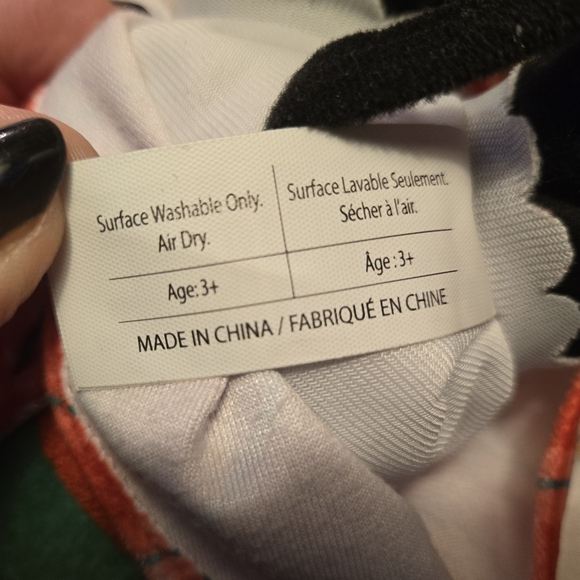 Surface Washable Only.
Air Dry.
Surface Lavable Seulement.
Sécher à l'air.
Age: 3+
Âge : 3+
MADE IN CHINA / FABRIQUÉ EN CHINE